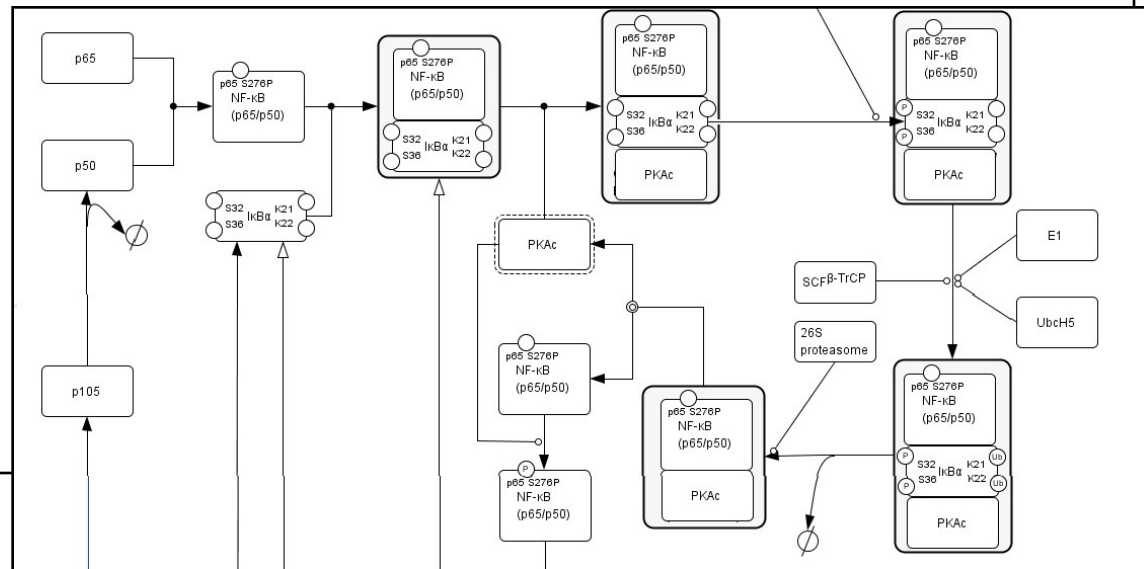 p65
p50
p105
p65 S276P
NF-κB
(p65/p50)
S32
S36
IκBα
K21
K22
p65 S276P
NF-κB
(p65/p50)
S32
S36
IκBα
K21
K22
p65 S276P
NF-κB
(p65/p50)
S32
S36
IκBα
K21
K22
PKAc
p65 S276P
NF-κB
(p65/p50)
P
P
S32
S36
IκBα
K21
K22
PKAc
PKAc
E1
SCFβ-TrCP
UbcH5
26S
proteasome
p65 S276P
NF-κB
(p65/p50)
P
p65 S276P
NF-κB
(p65/p50)
p65 S276P
NF-κB
(p65/p50)
PKAc
p65 S276P
NF-κB
(p65/p50)
P
P
S32
S36
IκBα
K21
K22
Ub
Ub
PKAc